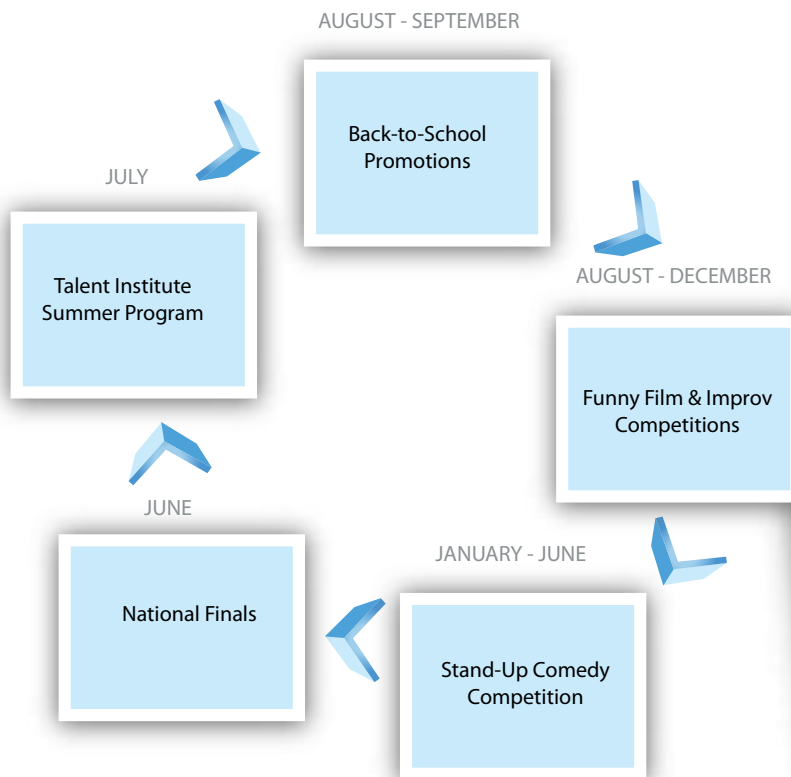 AUGUST - SEPTEMBER
Back-to-School
Promotions
AUGUST - DECEMBER
Funny Film & Improv
Competitions
JANUARY - JUNE
Stand-Up Comedy
Competition
JUNE
National Finals
JULY
Talent Institute
Summer Program